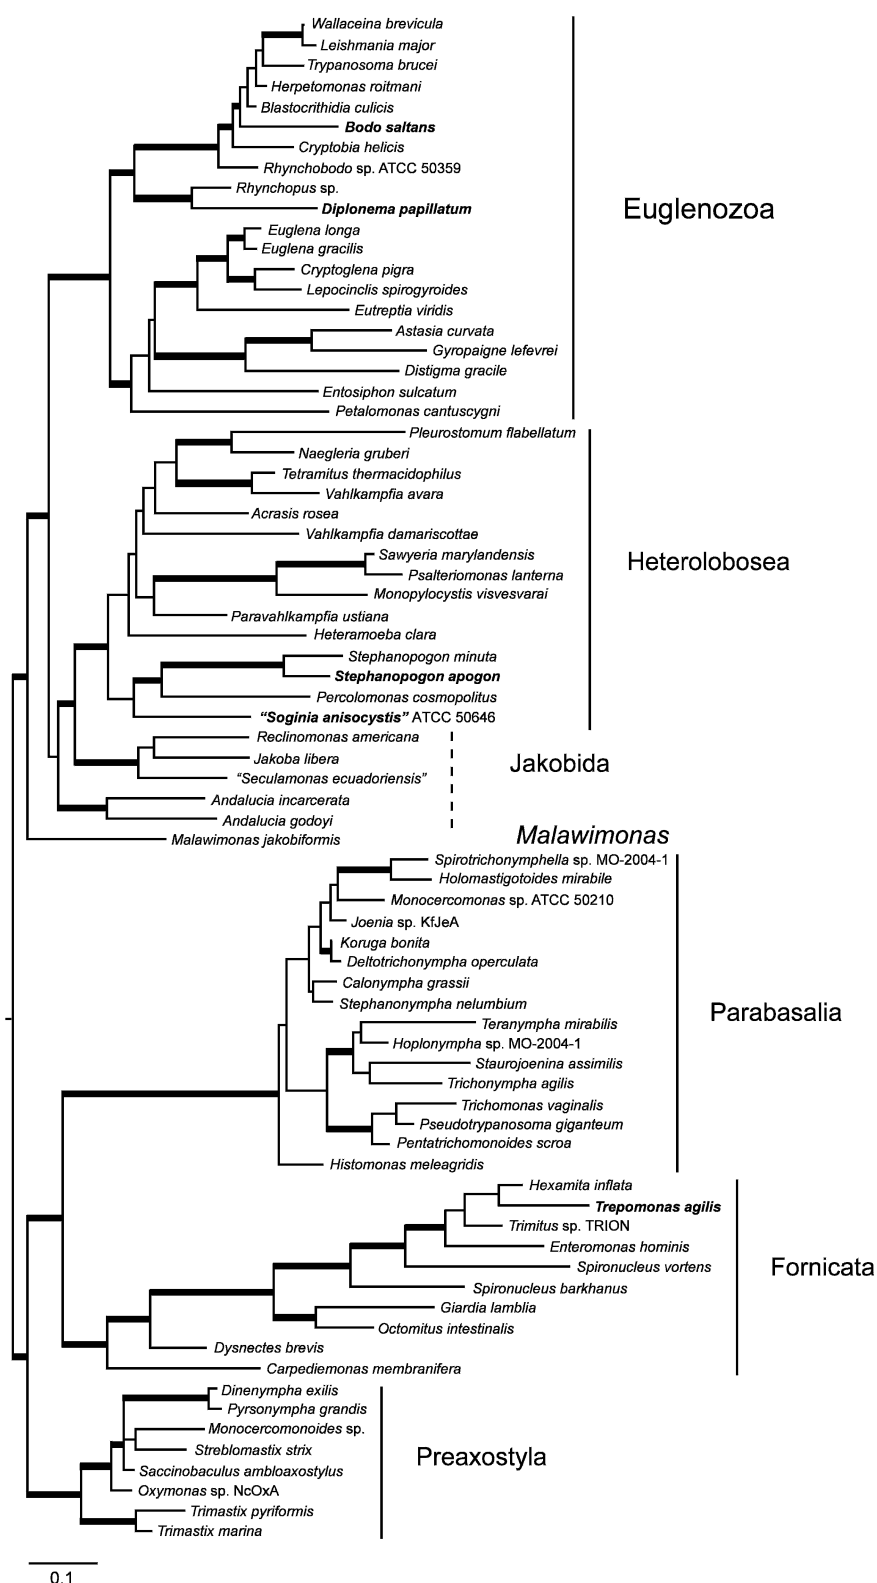 Wallaceina brevicula
Leishmania major
Trypanosoma brucei
Herpetomonas roitmani
Blastocrithidia culicis
Bodo saltans
Cryptobia helicis
Rhynchobodo sp. ATCC 50359
Rhynchopus sp.
Diplonema papillatum
Euglenozoa
Euglena longa
Euglena gracilis
Cryptoglena pigra
Lepocinclis spirogyroides
Eutreptia viridis
Astasia curvata
Gyropaigne lefevrei
Distigma gracile
Entosiphon sulcatum
Petalomonas cantuscygni
Pleurostomum flabellatum
Naegleria gruberi
Tetramitus thermacidophilus
Vahlkampfia avara
Acrasis rosea
Vahlkampfia damariscottae
Sawyeria marylandensis
Heterolobosea
Psalteriomonas lanterna
Monopylocystis visvesvarai
Paravahlkampfia ustiana
Heteramoeba clara
Stephanopogon minuta
Stephanopogon apogon
Percolomonas cosmopolitus
“Soginia anisocystis” ATCC 50646
Reclinomonas americana
Jakoba libera
Jakobida
“Seculamonas ecuadoriensis”
Andalucia incarcerata
Andalucia godoyi
Malawimonas
Malawimonas jakobiformis
Spirotrichonymphella sp. MO-2004-1
Holomastigotoides mirabile
Monocercomonas sp. ATCC 50210
Joenia sp. KfJeA
Koruga bonita
Deltotrichonympha operculata
Calonympha grassii
Stephanonympha nelumbium
Parabasalia
Teranympha mirabilis
Hoplonympha sp. MO-2004-1
Staurojoenina assimilis
Trichonympha agilis
Trichomonas vaginalis
Pseudotrypanosoma giganteum
Pentatrichomonoides scroa
Histomonas meleagridis
Hexamita inflata
Trepomonas agilis
Trimitus sp. TRION
Enteromonas hominis
Spironucleus vortens
Fornicata
Spironucleus barkhanus
Giardia lamblia
Octomitus intestinalis
Dysnectes brevis
Carpediemonas membranifera
Dinenympha exilis
Pyrsonympha grandis
Monocercomonoides sp.
Streblomastix strix
Preaxostyla
Saccinobaculus ambloaxostylus
Oxymonas sp. NcOxA
Trimastix pyriformis
Trimastix marina
0.1